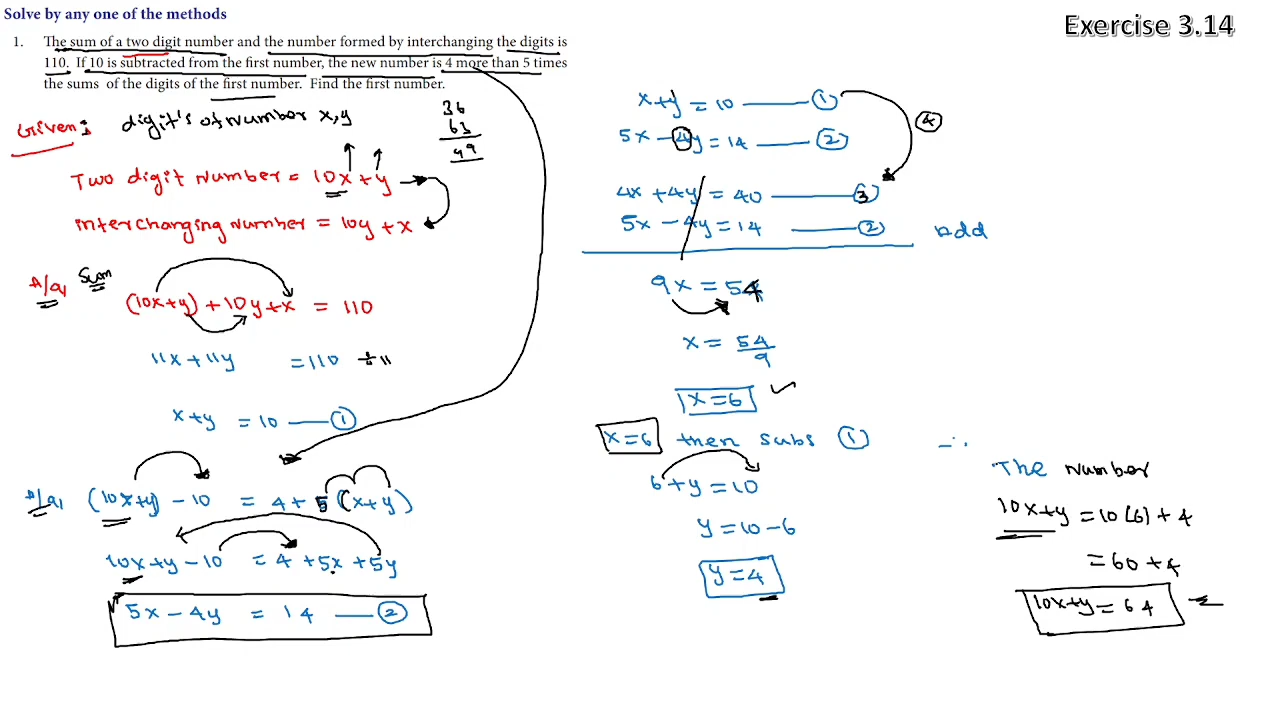 Solve by any one of the methods
Exercise 3.14
1. The sum of a two digit number and the number formed by interchanging the digits is
110. If 10 is subtracted from the first number, the new number is 4 more than 5 times
the sums of the digits of the first number. Find the first number.
Given: digit's of Number x, y
36
63
99
Two digit Number = 10x + y
interchanging Number = 10y + x
A/q, Sum
(10x+y) + 10y + x = 110
11x + 11y = 110 ÷ 11
x + y = 10 — ①
A/q, (10x+y) - 10 = 4 + 5(x+y)
10x + y - 10 = 4 + 5x + 5y
5x - 4y = 14 — ②
x + y = 10 — ①
5x - 4y = 14 — ②
4x + 4y = 40 — ③
5x - 4y = 14 — ② add
9x = 54
x = 54/9
x = 6
x = 6 then subs ①
6 + y = 10
y = 10 - 6
y = 4
∴
The Number
10x + y = 10(6) + 4
= 60 + 4
10x + y = 64